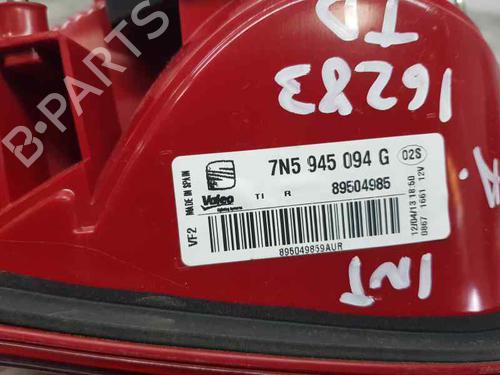 TD
16283
7N5 945 094 G 02S
MADE IN SPAIN
VF2
Valeo
TI R 89504985
895049859AUR
12/04/13 18:50
0867 1661 12V
INT
B-PARTS